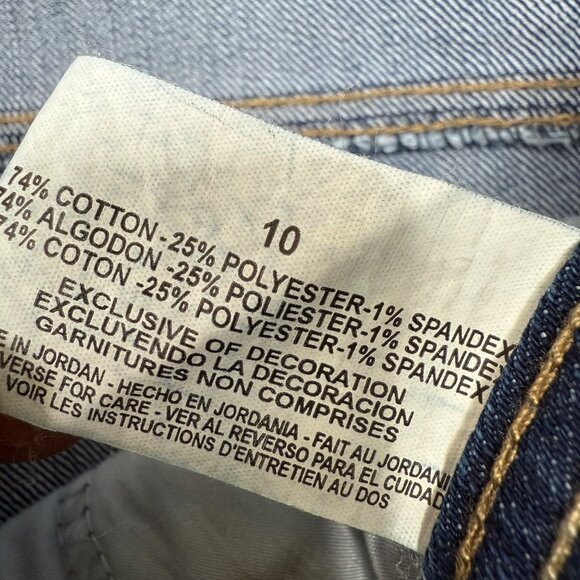 10
74% COTTON -25% POLYESTER-1% SPANDEX
74% ALGODON -25% POLIESTER-1% SPANDEX
74% COTON -25% POLYESTER-1% SPANDEX
EXCLUSIVE OF DECORATION
EXCLUYENDO LA DECORACION
GARNITURES NON COMPRISES
E IN JORDAN - HECHO EN JORDANIA - FAIT AU JORDANI
VERSE FOR CARE - VER AL REVERSO PARA EL CUIDAD
VOIR LES INSTRUCTIONS D'ENTRETIEN AU DOS